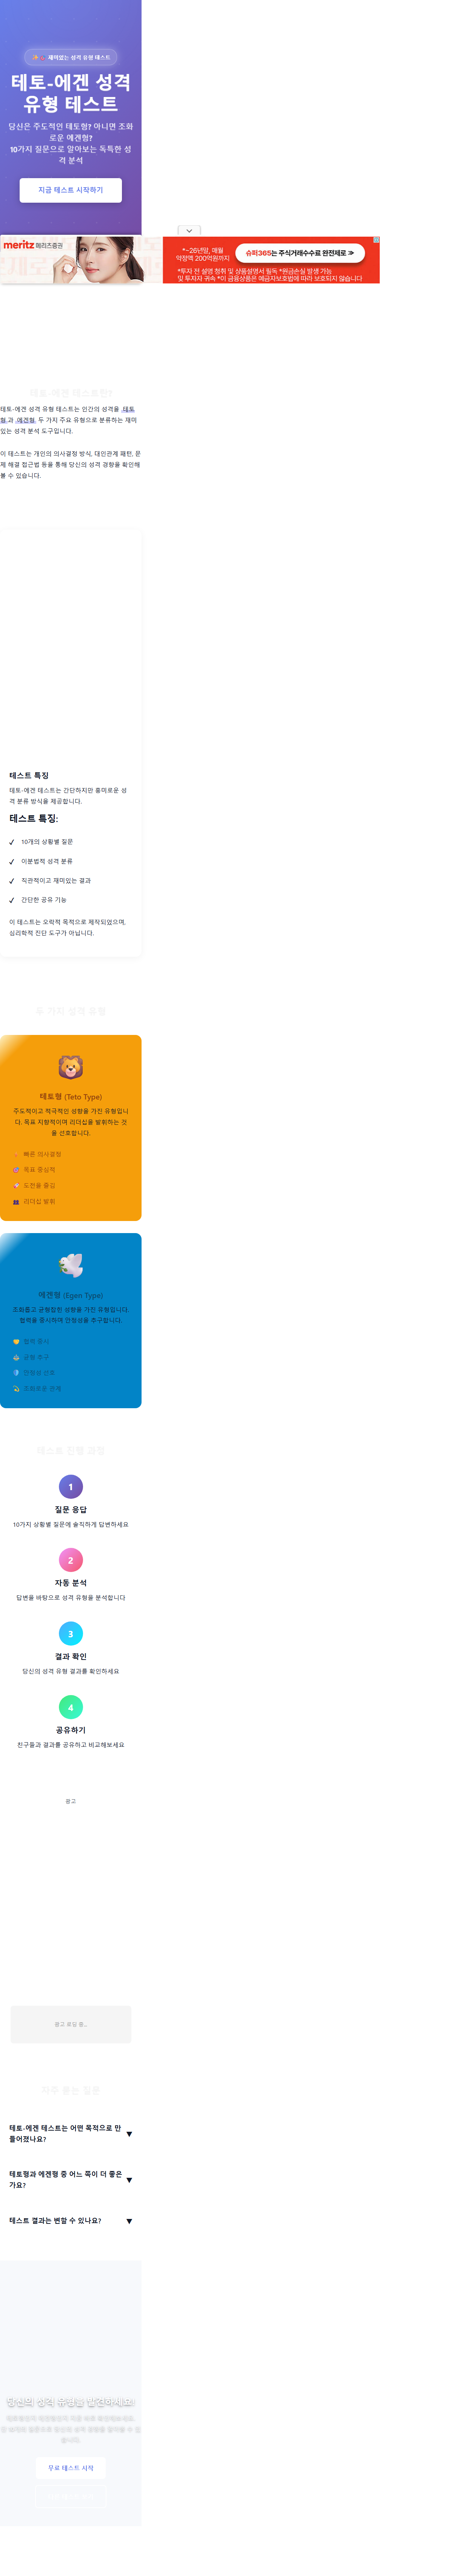 재미있는 성격 유형 테스트
테토-에겐 성격
유형 테스트
당신은 주도적인 테토형? 아니면 조화
로운 에겐형?
10가지 질문으로 알아보는 독특한 성
격 분석
지금 테스트 시작하기
meritz 메리츠증권
*~26년말, 매월
약정액 200억원까지
슈퍼365는 주식거래수수료 완전제로 ≫
*투자 전 설명 청취 및 상품설명서 필독 *원금손실 발생 가능
및 투자자 귀속 *이 금융상품은 예금자보호법에 따라 보호되지 않습니다
테토-에겐 테스트란?
테토-에겐 성격 유형 테스트는 인간의 성격을 테토
형과 에겐형 두 가지 주요 유형으로 분류하는 재미
있는 성격 분석 도구입니다.
이 테스트는 개인의 의사결정 방식, 대인관계 패턴, 문
제 해결 접근법 등을 통해 당신의 성격 경향을 확인해
볼 수 있습니다.
테스트 특징
테토-에겐 테스트는 간단하지만 흥미로운 성
격 분류 방식을 제공합니다.
테스트 특징:
✓ 10개의 상황별 질문
✓ 이분법적 성격 분류
✓ 직관적이고 재미있는 결과
✓ 간단한 공유 기능
이 테스트는 오락적 목적으로 제작되었으며,
심리학적 진단 도구가 아닙니다.
두 가지 성격 유형
테토형 (Teto Type)
주도적이고 적극적인 성향을 가진 유형입니
다. 목표 지향적이며 리더십을 발휘하는 것
을 선호합니다.
빠른 의사결정
목표 중심적
도전을 즐김
리더십 발휘
에겐형 (Egen Type)
조화롭고 균형잡힌 성향을 가진 유형입니다.
협력을 중시하며 안정성을 추구합니다.
협력 중시
균형 추구
안정성 선호
조화로운 관계
테스트 진행 과정
1
질문 응답
10가지 상황별 질문에 솔직하게 답변하세요
2
자동 분석
답변을 바탕으로 성격 유형을 분석합니다
3
결과 확인
당신의 성격 유형 결과를 확인하세요
4
공유하기
친구들과 결과를 공유하고 비교해보세요
광고
광고 로딩 중...
자주 묻는 질문
테토-에겐 테스트는 어떤 목적으로 만
들어졌나요?
▼
테토형과 에겐형 중 어느 쪽이 더 좋은
가요?
▼
테스트 결과는 변할 수 있나요?
▼
당신의 성격 유형을 발견하세요!
무료 테스트 시작